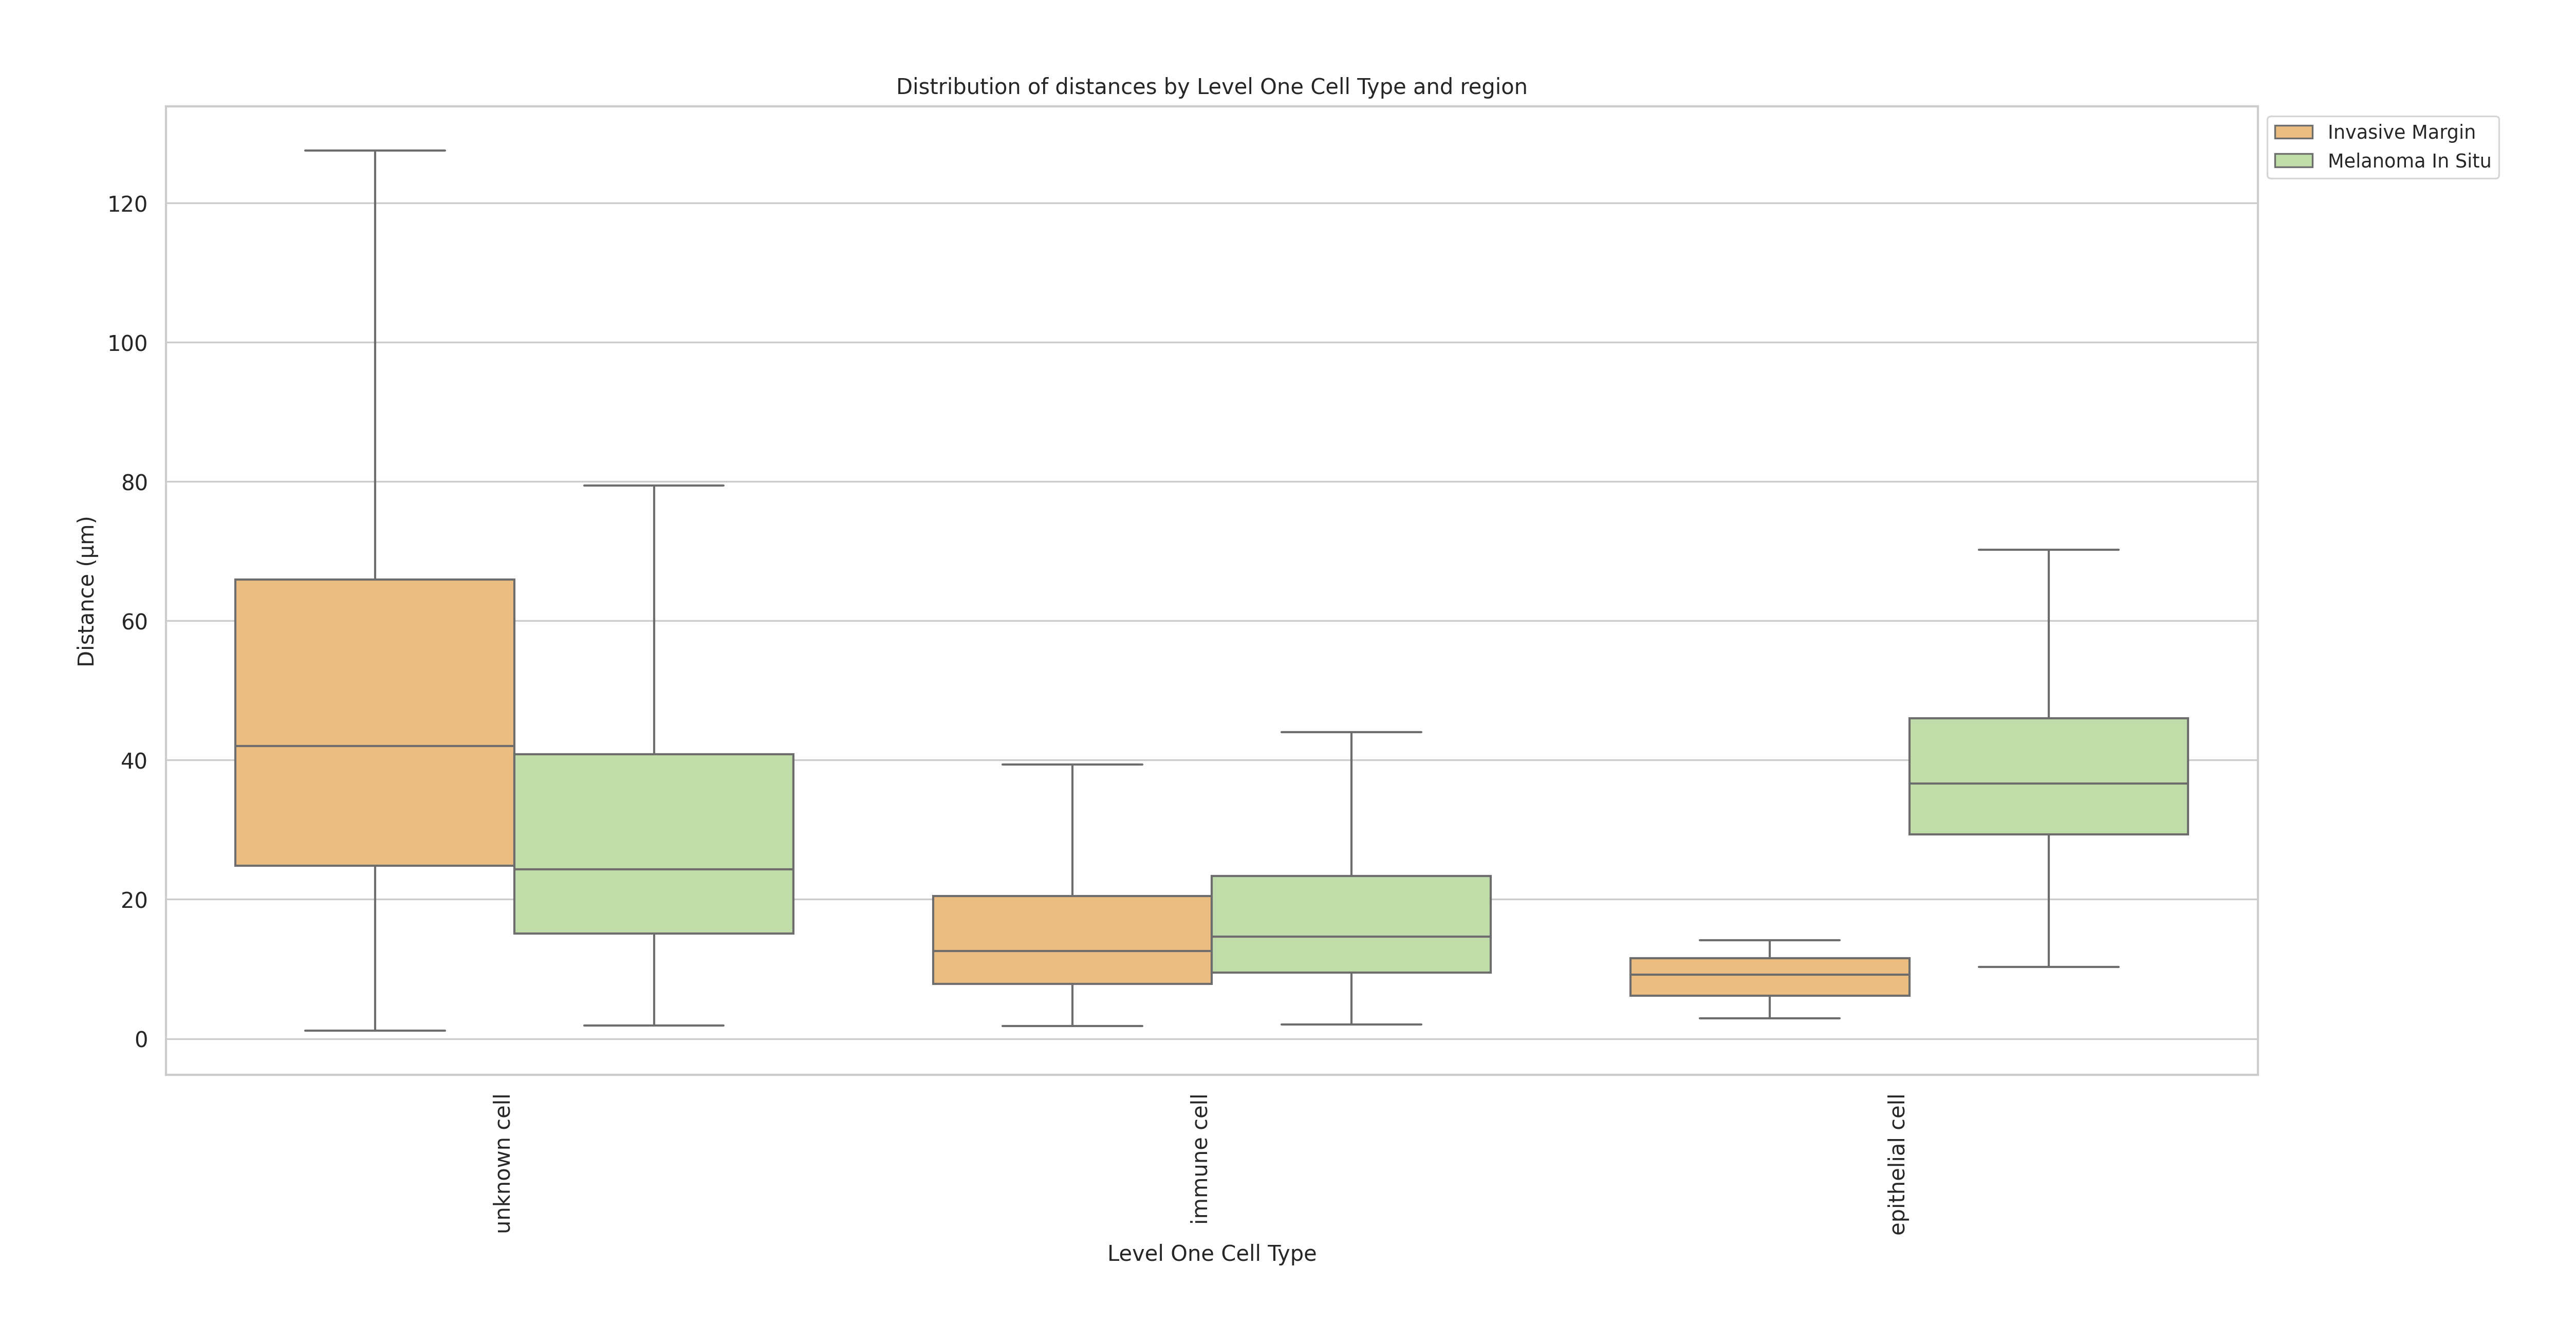 Distribution of distances by Level One Cell Type and region
Invasive Margin
Melanoma In Situ
Distance (µm)
120
100
80
60
40
20
0
unknown cell
immune cell
epithelial cell
Level One Cell Type